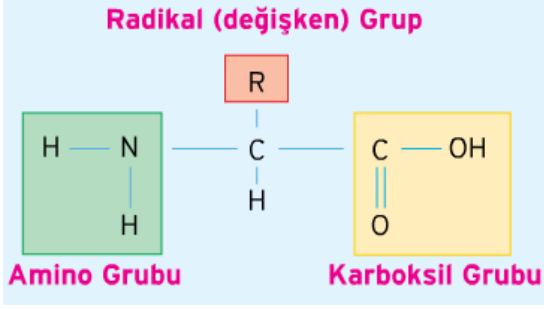 Radikal (değişken) Grup
R
H N C C OH
H
H O
Amino Grubu Karboksil Grubu